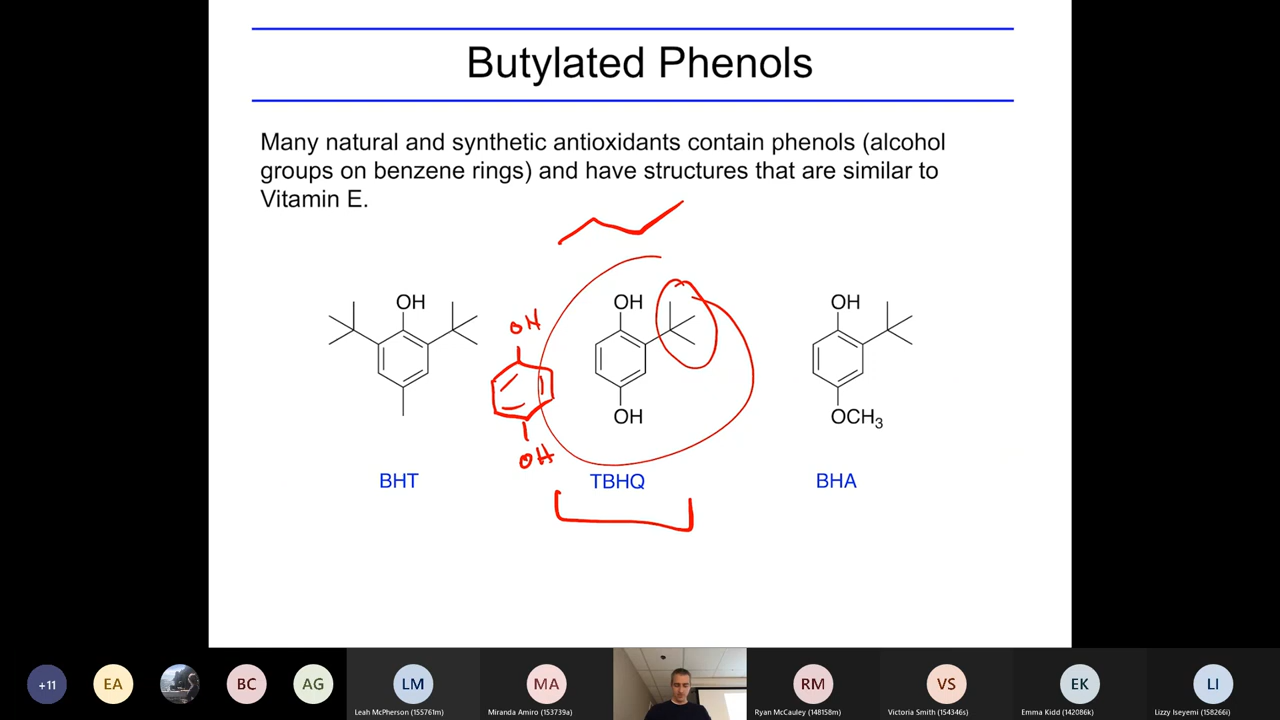 Butylated Phenols
Many natural and synthetic antioxidants contain phenols (alcohol
groups on benzene rings) and have structures that are similar to
Vitamin E.
OH
OH
OH
OH
OH
OCH3
OH
BHT
TBHQ
BHA
+11
EA
BC
AG
LM
MA
RM
VS
EK
LI
Leah McPherson (155761m)
Miranda Amiro (153739a)
Ryan McCauley (148158m)
Victoria Smith (154346s)
Emma Kidd (142086k)
Lizzy Iseyemi (158266i)